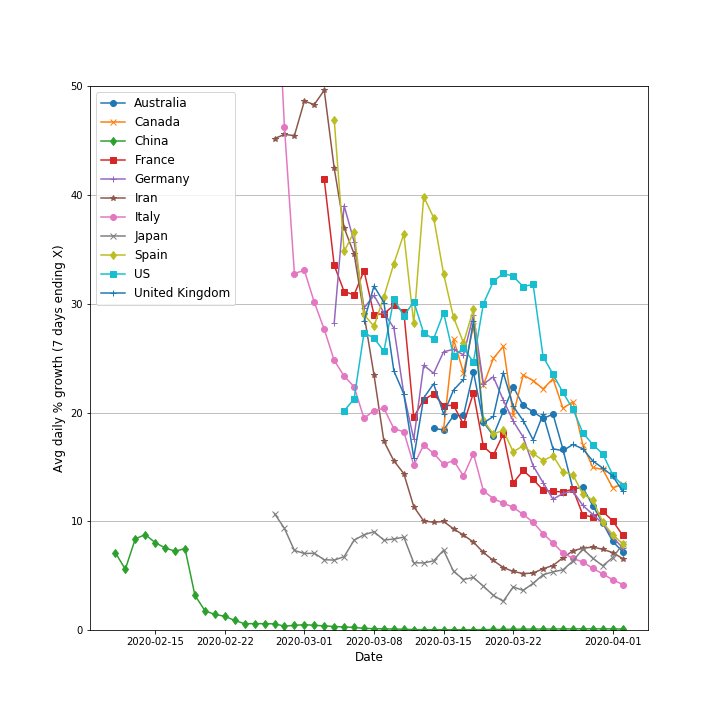 50
40
30
20
10
0
Avg daily % growth (7 days ending X)
Australia
Canada
China
France
Germany
Iran
Italy
Japan
Spain
US
United Kingdom
2020-02-15 2020-02-22 2020-03-01 2020-03-08 2020-03-15 2020-03-22 2020-04-01
Date